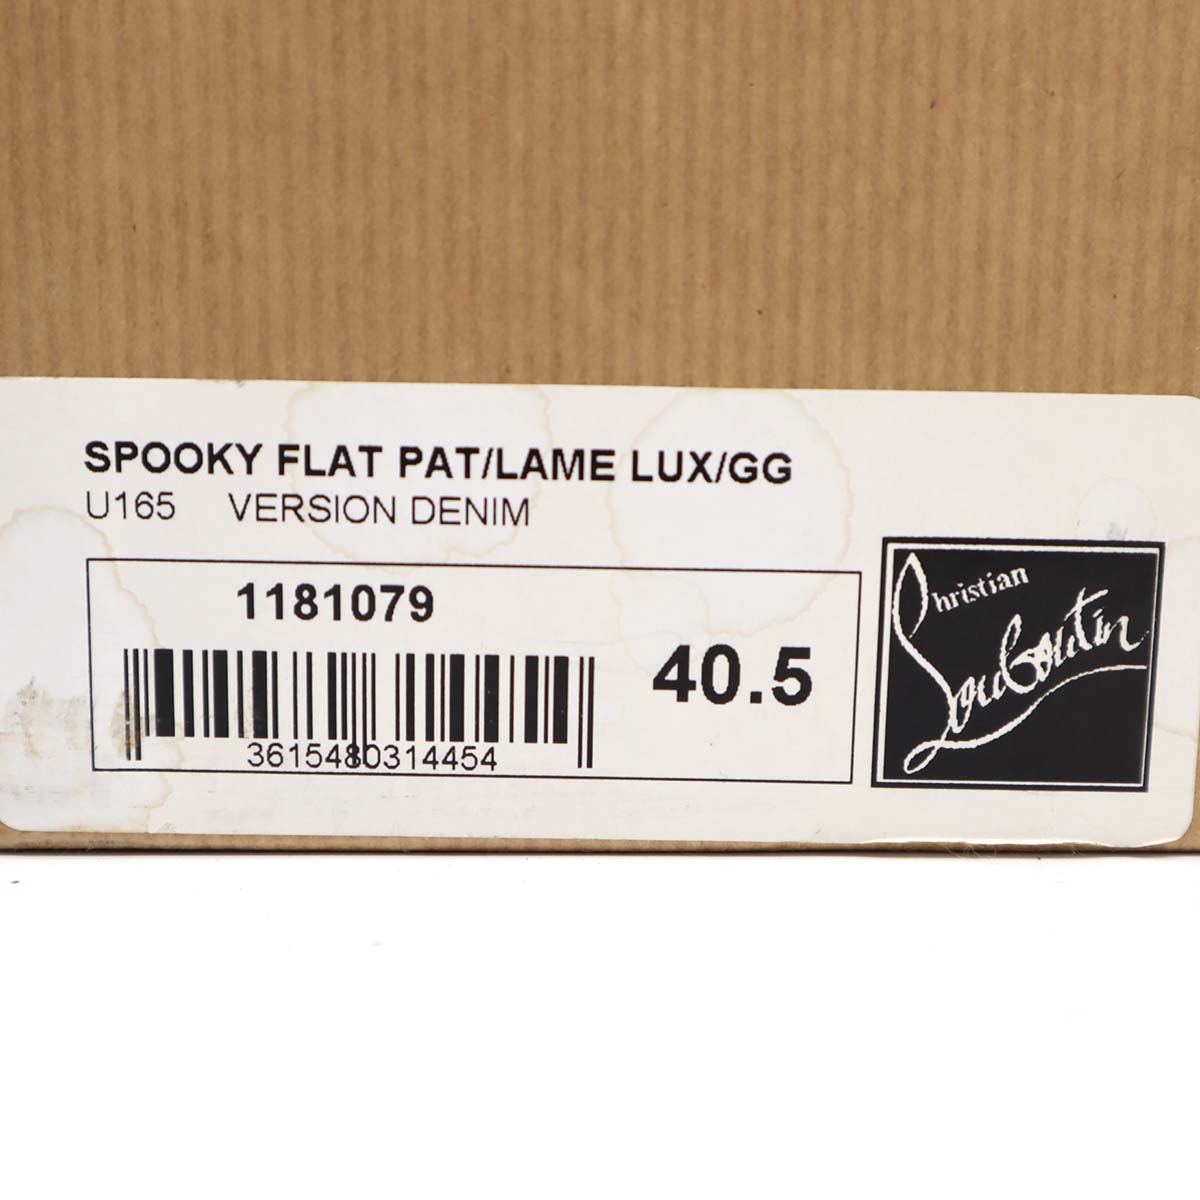 SPOOKY FLAT PAT/LAME LUX/GG
U165 VERSION DENIM
1181079
40.5
3615480314454
Christian
Louboutin